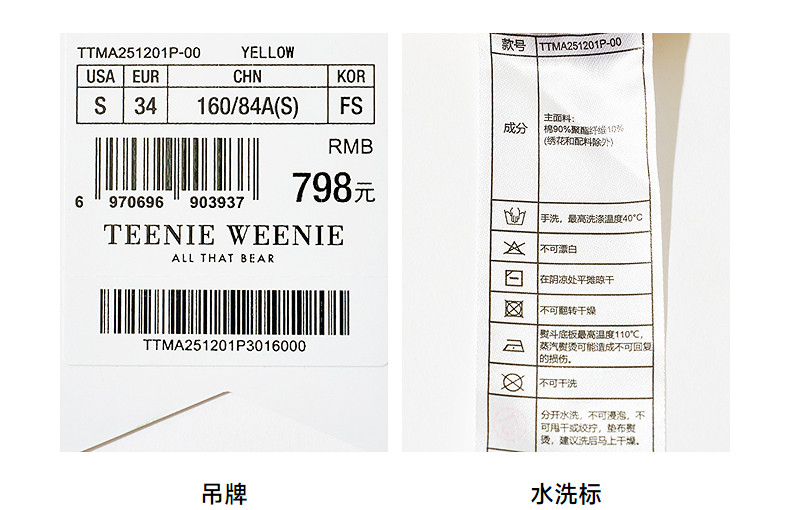 TTMA251201P-00 YELLOW
USA EUR CHN KOR
S 34 160/84A(S) FS
RMB
798元
6 970696 903937
TEENIE WEENIE
ALL THAT BEAR
TTMA251201P3016000
吊牌
款号 TTMA251201P-00
成分
主面料:
棉90%聚酯纤维10%
(绣花和配料除外)
手洗，最高洗涤温度40°C
不可漂白
在阴凉处平摊晾干
不可翻转干燥
熨斗底板最高温度110℃，
蒸汽熨烫可能造成不可回复
的损伤。
不可干洗
分开水洗，不可浸泡，不
可甩干或绞拧，垫布熨
烫，建议洗后马上干燥。
水洗标